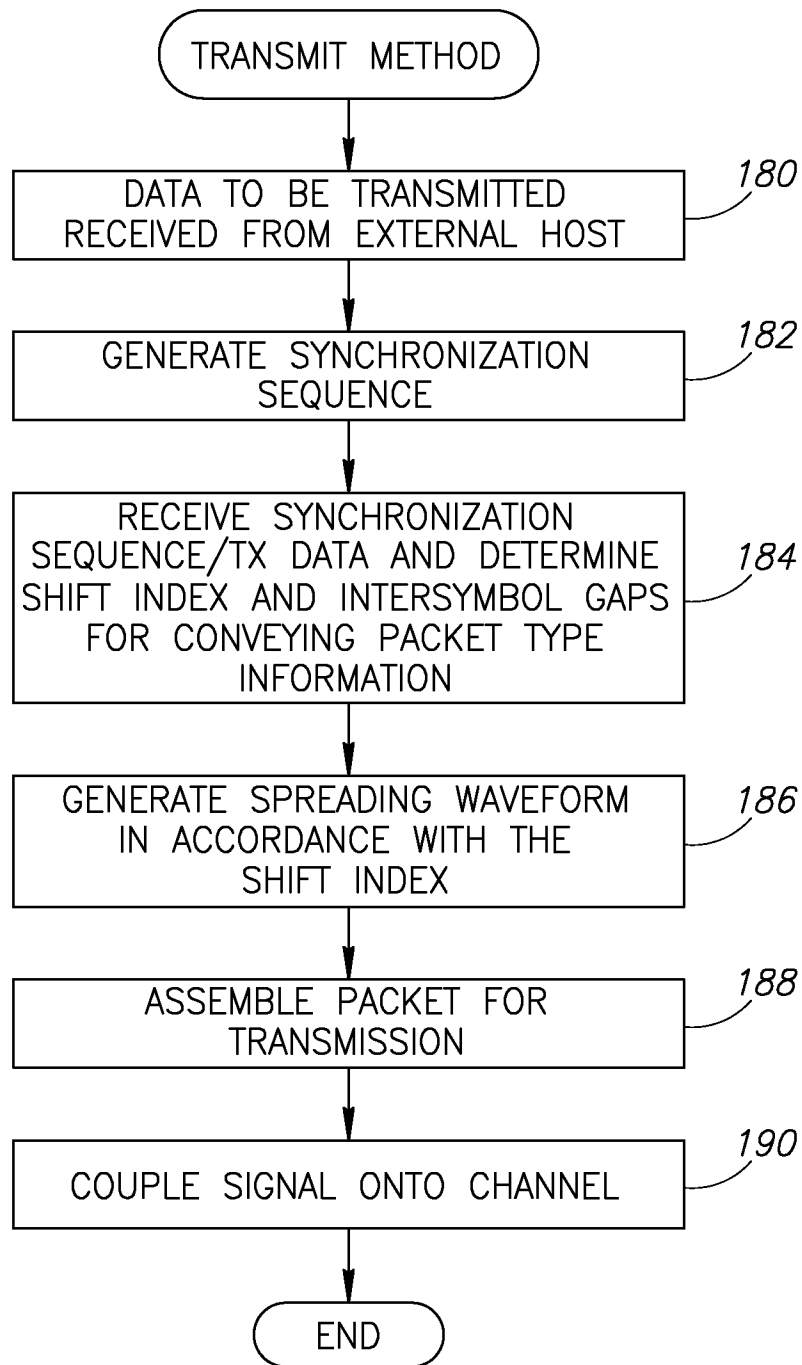 TRANSMIT METHOD
180
DATA TO BE TRANSMITTED
RECEIVED FROM EXTERNAL HOST
182
GENERATE SYNCHRONIZATION
SEQUENCE
184
RECEIVE SYNCHRONIZATION
SEQUENCE/TX DATA AND DETERMINE
SHIFT INDEX AND INTERSYMBOL GAPS
FOR CONVEYING PACKET TYPE
INFORMATION
186
GENERATE SPREADING WAVEFORM
IN ACCORDANCE WITH THE
SHIFT INDEX
188
ASSEMBLE PACKET FOR
TRANSMISSION
190
COUPLE SIGNAL ONTO CHANNEL
END